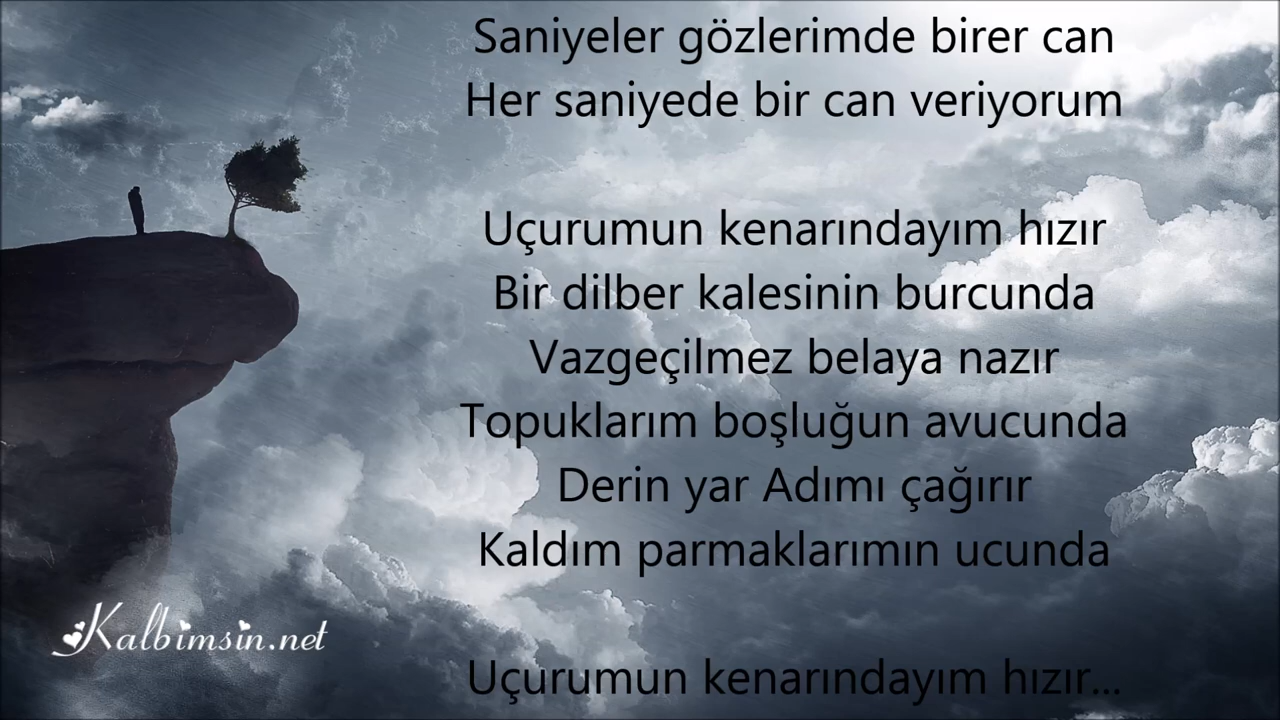 Saniyeler gözlerimde birer can
Her saniyede bir can veriyorum
Uçurumun kenarındayım hızır
Bir dilber kalesinin burcunda
Vazgeçilmez belaya nazır
Topuklarım boşluğun avucunda
Derin yar Adımı çağırır
Kaldım parmaklarımın ucunda
Kalbimsin.net
Uçurumun kenarındayım hızır...